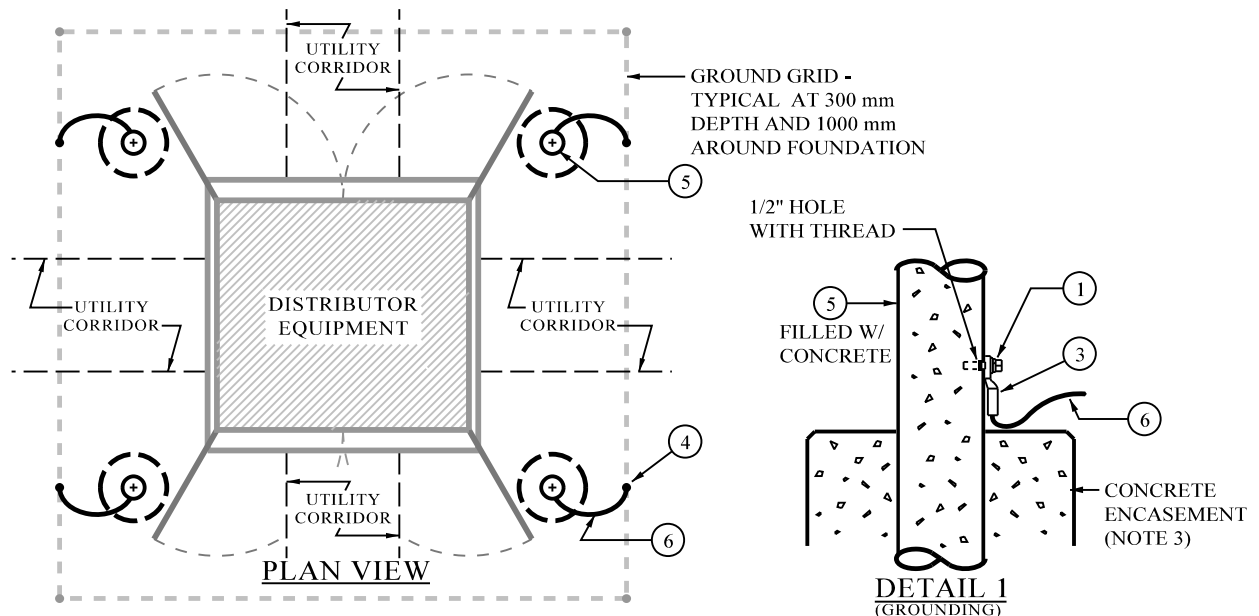 UTILITY
CORRIDOR
GROUND GRID -
TYPICAL AT 300 mm
DEPTH AND 1000 mm
AROUND FOUNDATION
5
UTILITY
CORRIDOR
DISTRIBUTOR
EQUIPMENT
UTILITY
CORRIDOR
4
UTILITY
CORRIDOR
6
PLAN VIEW
1/2" HOLE
WITH THREAD
5
FILLED W/
CONCRETE
1
3
6
CONCRETE
ENCASEMENT
(NOTE 3)
DETAIL 1
(GROUNDING)